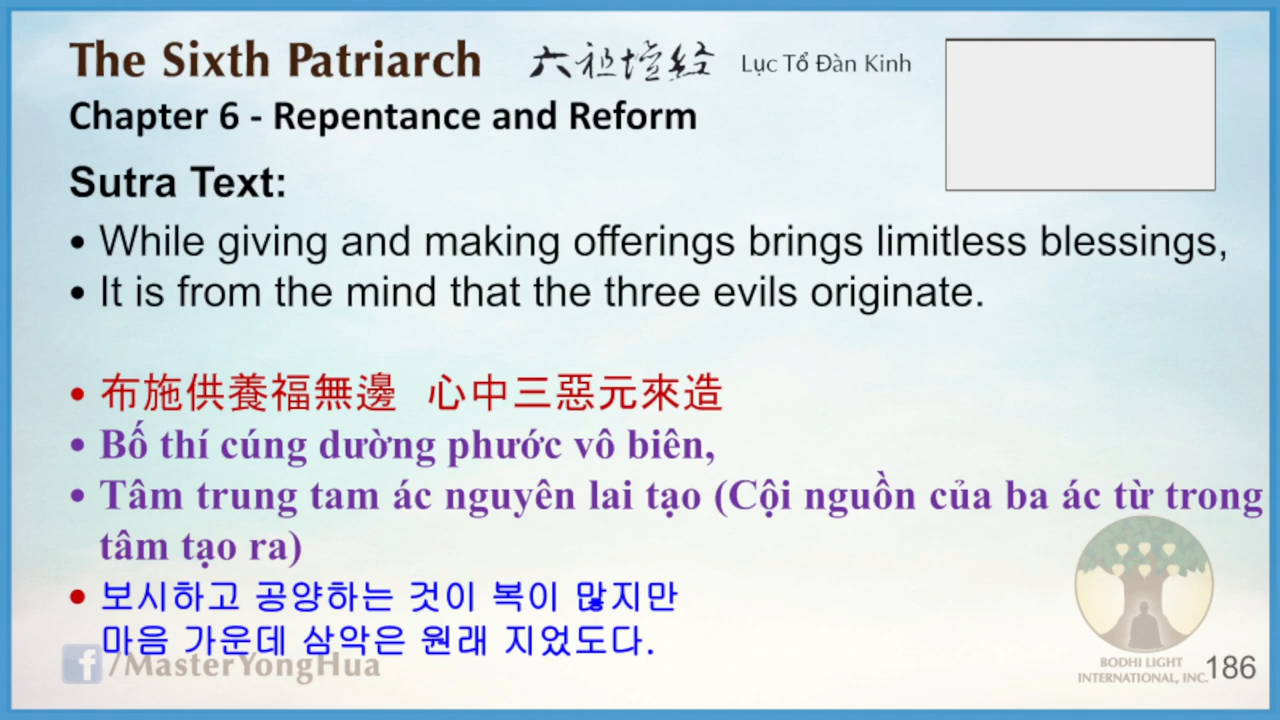 The Sixth Patriarch 六祖壇経 Lục Tổ Đàn Kinh
Chapter 6 - Repentance and Reform
Sutra Text:
• While giving and making offerings brings limitless blessings,
• It is from the mind that the three evils originate.
• 布施供養福無邊 心中三惡元來造
• Bố thí cúng dường phước vô biên,
• Tâm trung tam ác nguyên lai tạo (Cội nguồn của ba ác từ trong
tâm tạo ra)
• 보시하고 공양하는 것이 복이 많지만
마음 가운데 삼악은 원래 지었도다.
f/MasterYongHua
BODHI LIGHT
INTERNATIONAL, INC.
186